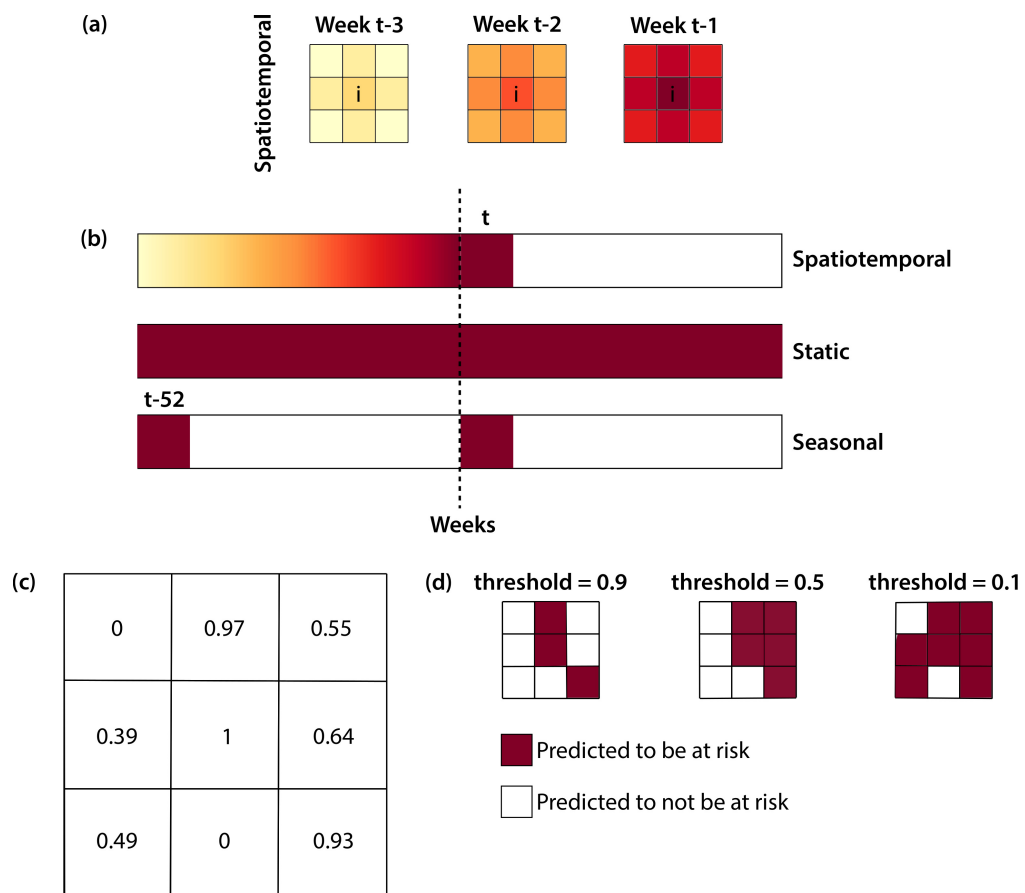 (a)
Spatiotemporal
Week t-3
Week t-2
Week t-1
i
i
i
(b)
t
Spatiotemporal
Static
t-52
Seasonal
Weeks
(c)
0 0.97 0.55
0.39 1 0.64
0.49 0 0.93
(d)
threshold = 0.9
threshold = 0.5
threshold = 0.1
Predicted to be at risk
Predicted to not be at risk